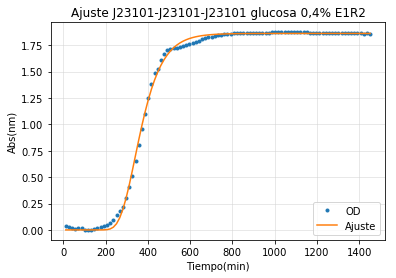 Ajuste J23101-J23101-J23101 glucosa 0,4% E1R2
Abs(nm)
1.75
1.50
1.25
1.00
0.75
0.50
0.25
0.00
0 200 400 600 800 1000 1200 1400
Tiempo(min)
OD
Ajuste